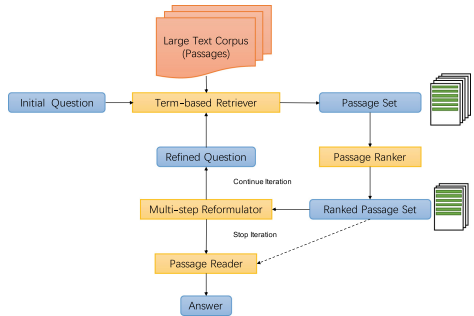 Large Text Corpus
(Passages)
Initial Question
Term-based Retriever
Passage Set
Refined Question
Passage Ranker
Continue Iteration
Multi-step Reformulator
Ranked Passage Set
Stop Iteration
Passage Reader
Answer